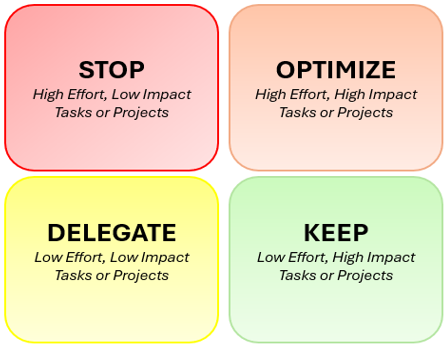 STOP
High Effort, Low Impact
Tasks or Projects
OPTIMIZE
High Effort, High Impact
Tasks or Projects
DELEGATE
Low Effort, Low Impact
Tasks or Projects
KEEP
Low Effort, High Impact
Tasks or Projects